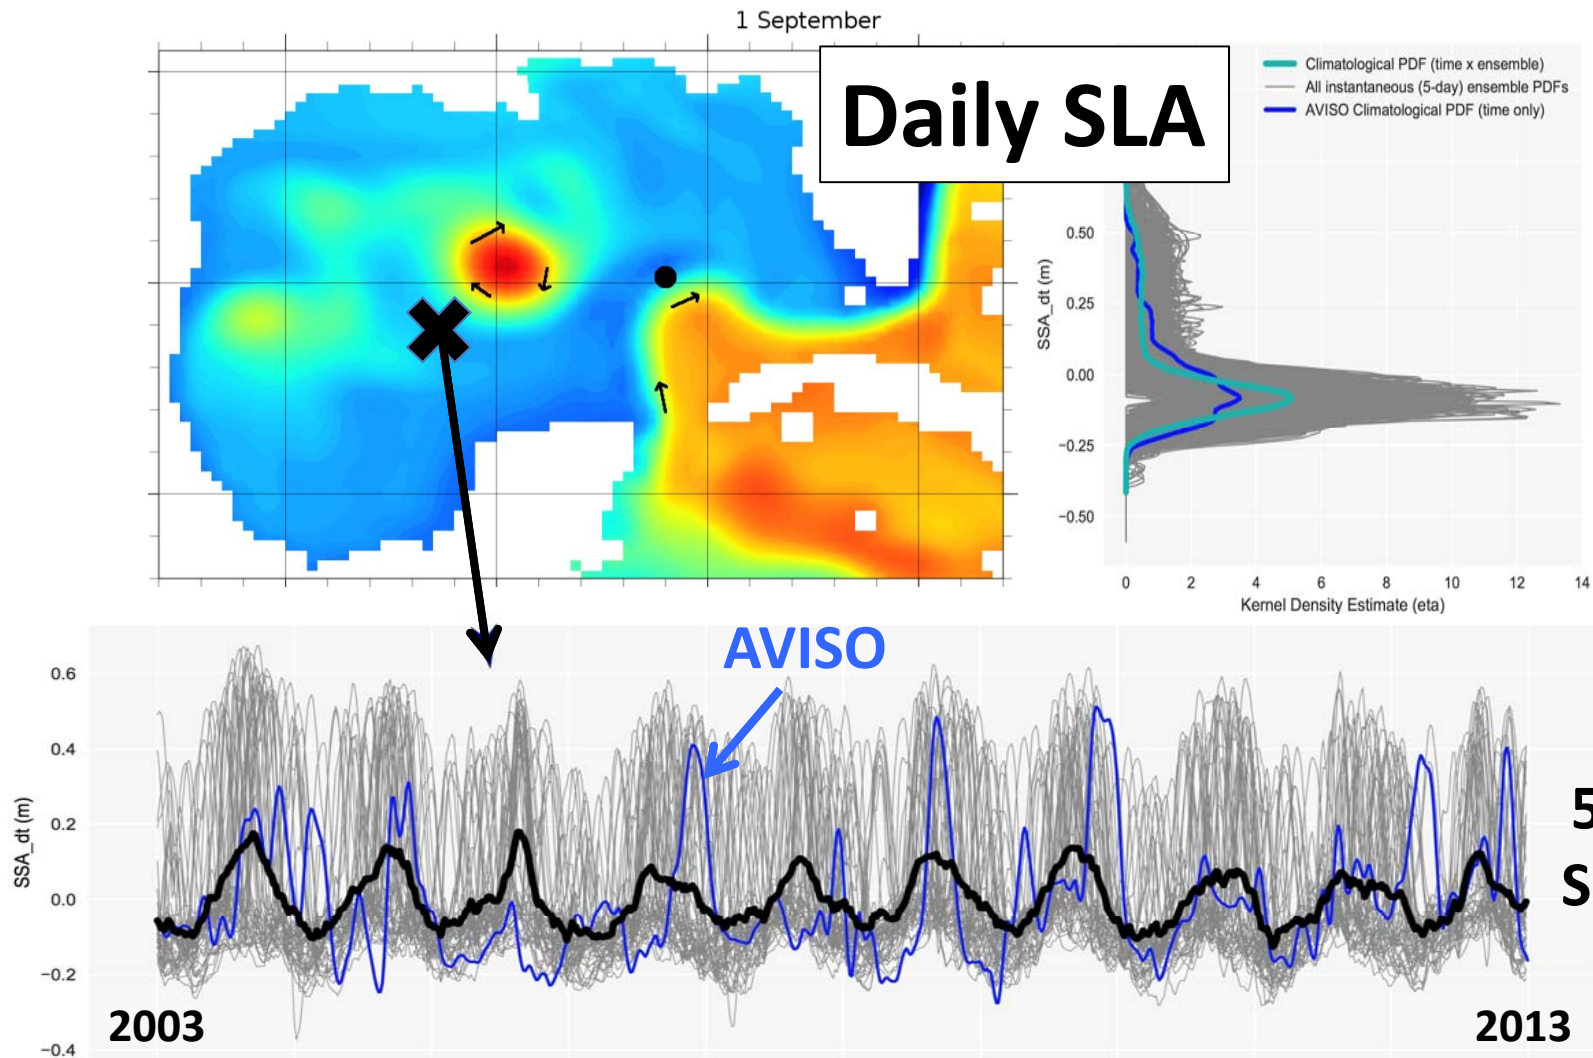 1 September
Daily SLA
Climatological PDF (time x ensemble)
All instantaneous (5-day) ensemble PDFs
AVISO Climatological PDF (time only)
SSA_dt (m)
0.50
0.25
0.00
−0.25
−0.50
0 2 4 6 8 10 12 14
Kernel Density Estimate (eta)
AVISO
SSA_dt (m)
0.6
0.4
0.2
0.0
−0.2
−0.4
5
S
2003
2013